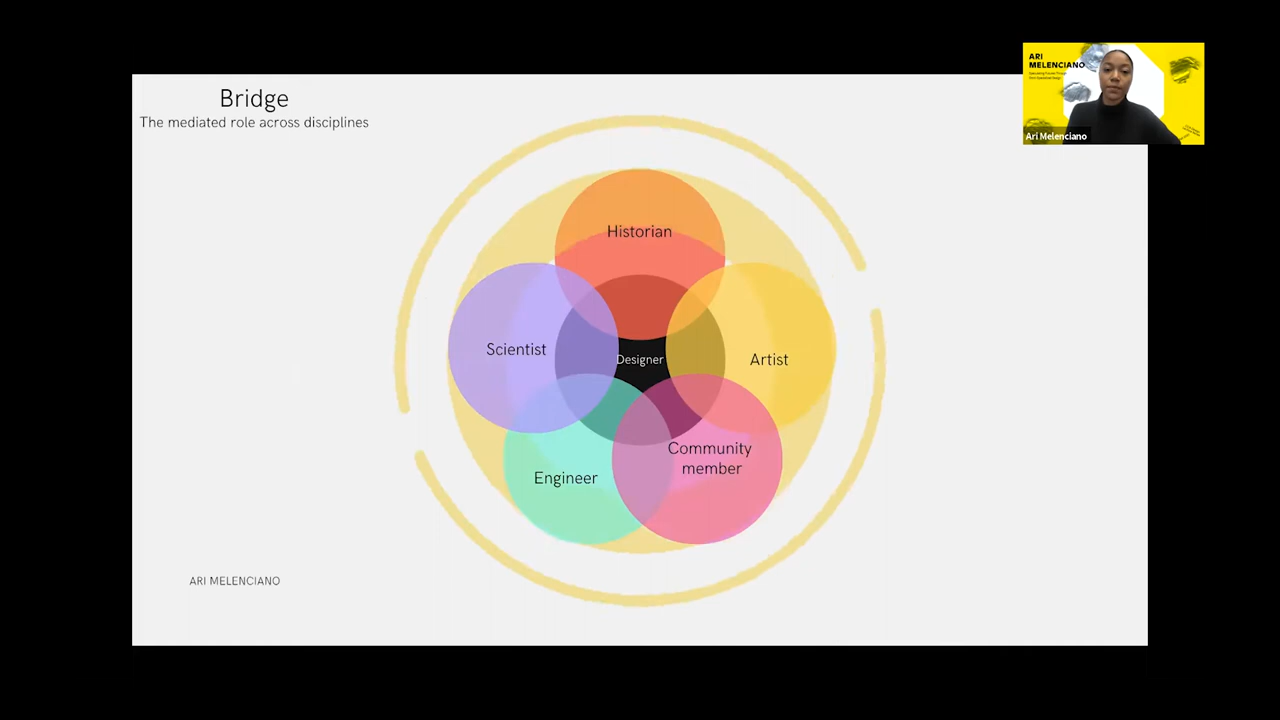 Bridge
The mediated role across disciplines
ARI
MELENCIANO
Ari Melenciano
Historian
Scientist
Designer
Artist
Community
member
Engineer
ARI MELENCIANO